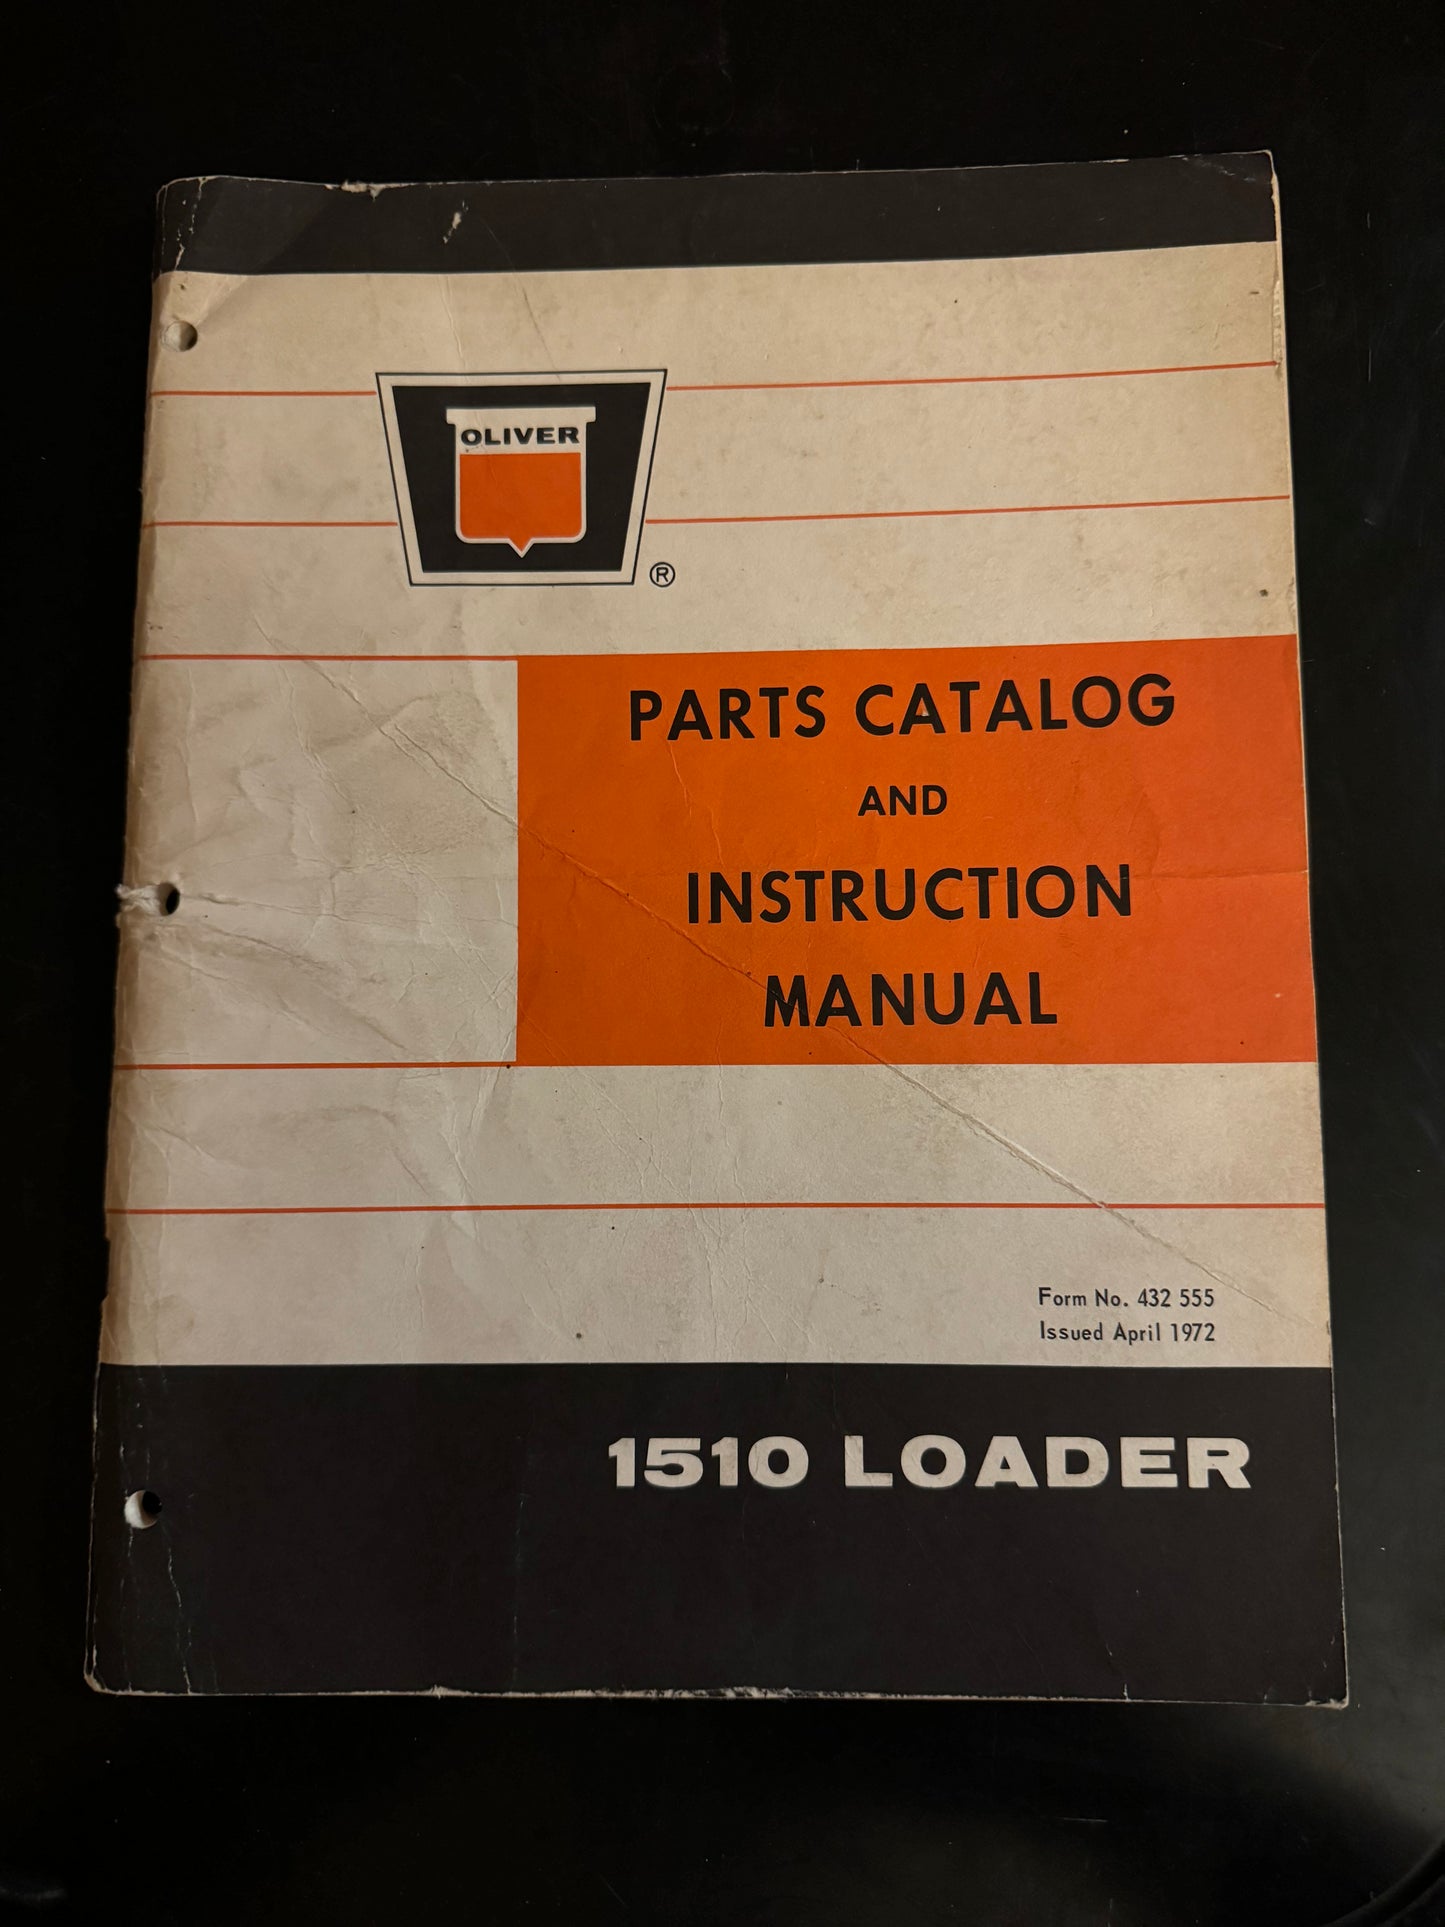 OLIVER
®
PARTS CATALOG
AND
INSTRUCTION
MANUAL
Form No. 432 555
Issued April 1972
1510 LOADER